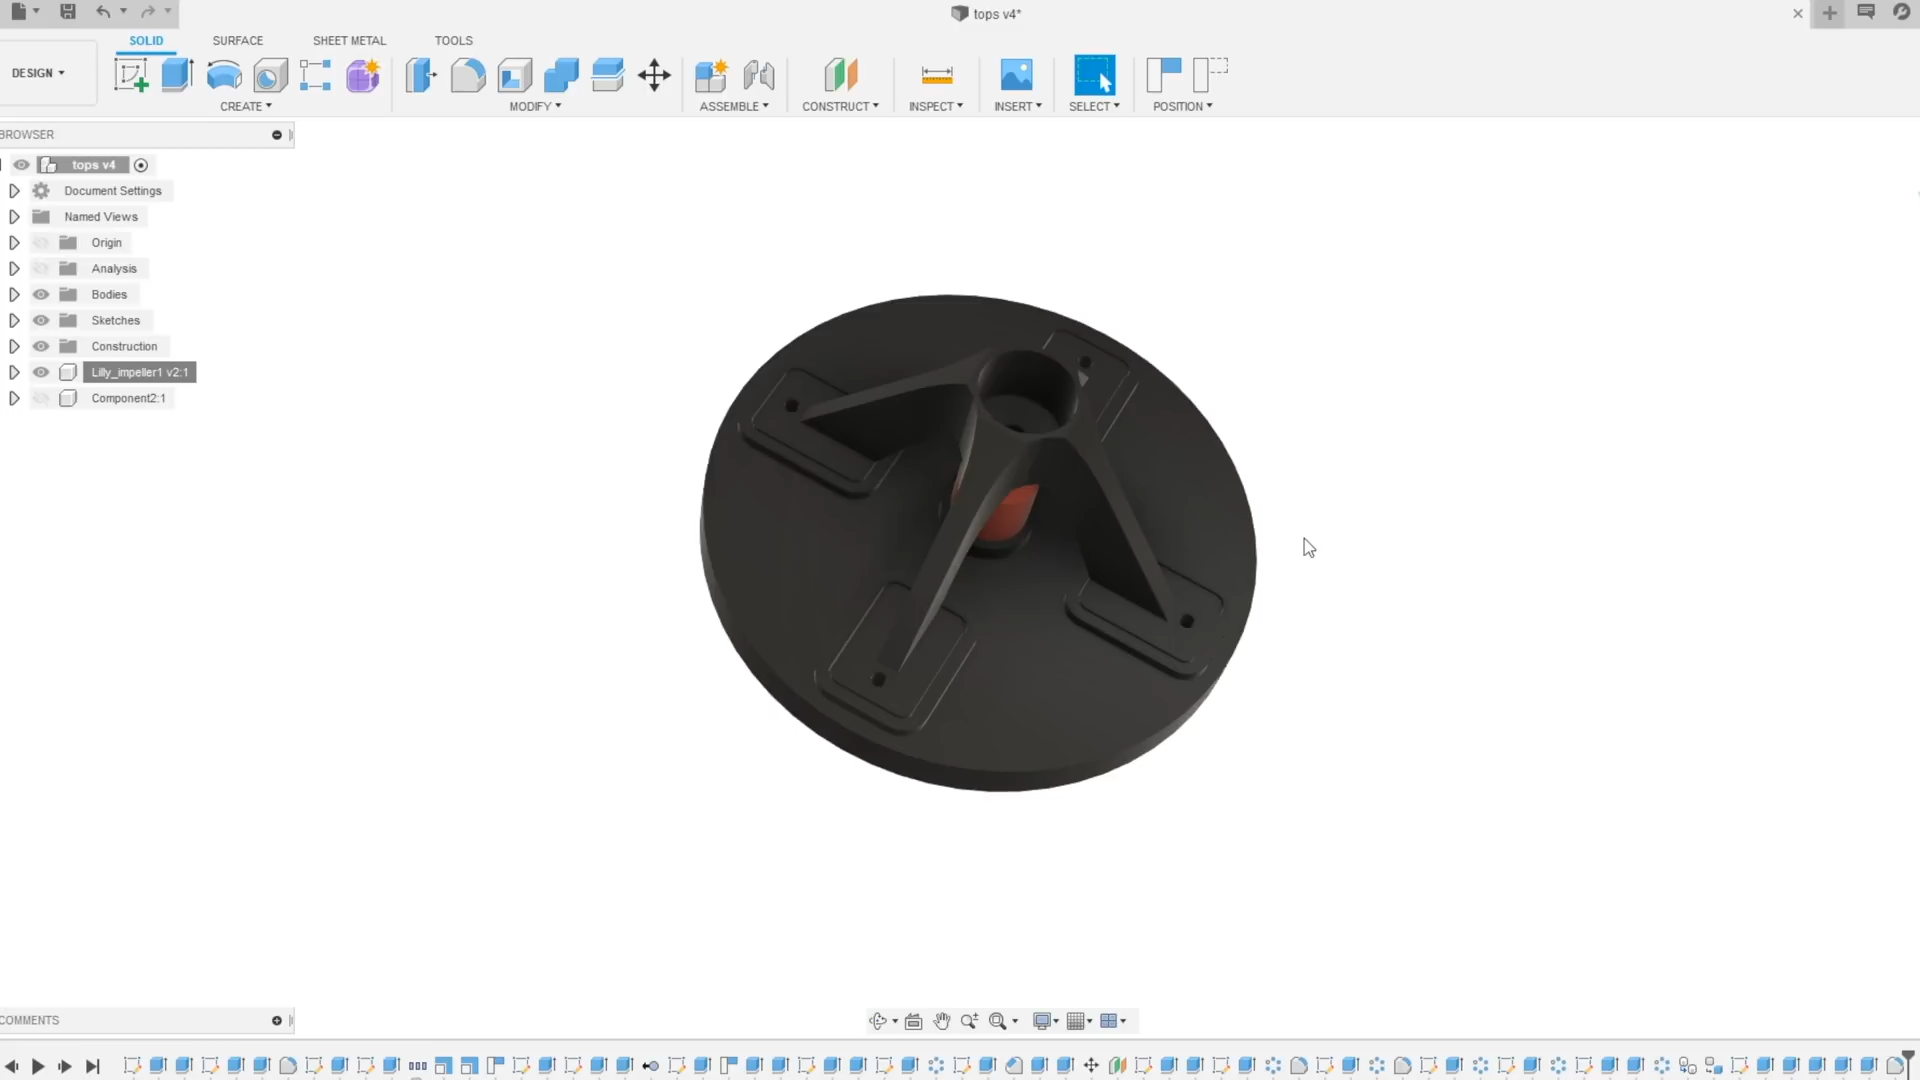 tops v4*
SOLID SURFACE SHEET METAL TOOLS
DESIGN
CREATE MODIFY ASSEMBLE CONSTRUCT INSPECT INSERT SELECT POSITION
BROWSER
tops v4
Document Settings
Named Views
Origin
Analysis
Bodies
Sketches
Construction
Lilly_impeller1 v2:1
Component2:1
COMMENTS